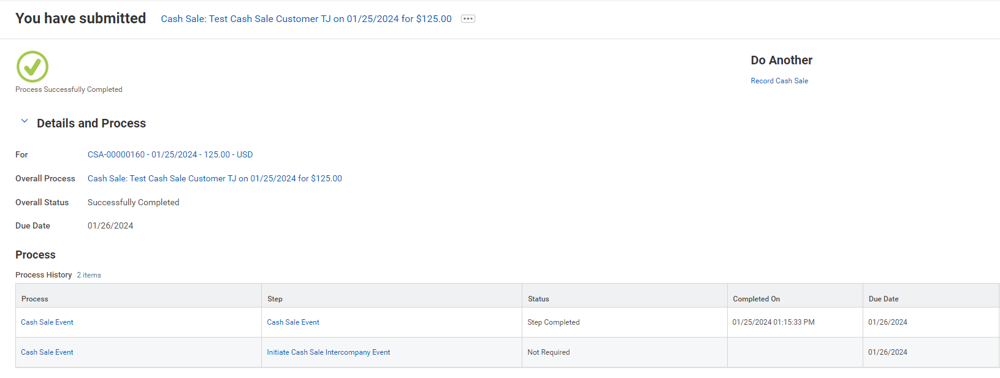 You have submitted Cash Sale: Test Cash Sale Customer TJ on 01/25/2024 for $125.00
Do Another
Record Cash Sale
Process Successfully Completed
Details and Process
For CSA-00000160 - 01/25/2024 - 125.00 - USD
Overall Process Cash Sale: Test Cash Sale Customer TJ on 01/25/2024 for $125.00
Overall Status Successfully Completed
Due Date 01/26/2024
Process
Process History 2 items
Process Step Status Completed On Due Date
Cash Sale Event Cash Sale Event Step Completed 01/25/2024 01:15:33 PM 01/26/2024
Cash Sale Event Initiate Cash Sale Intercompany Event Not Required 01/26/2024